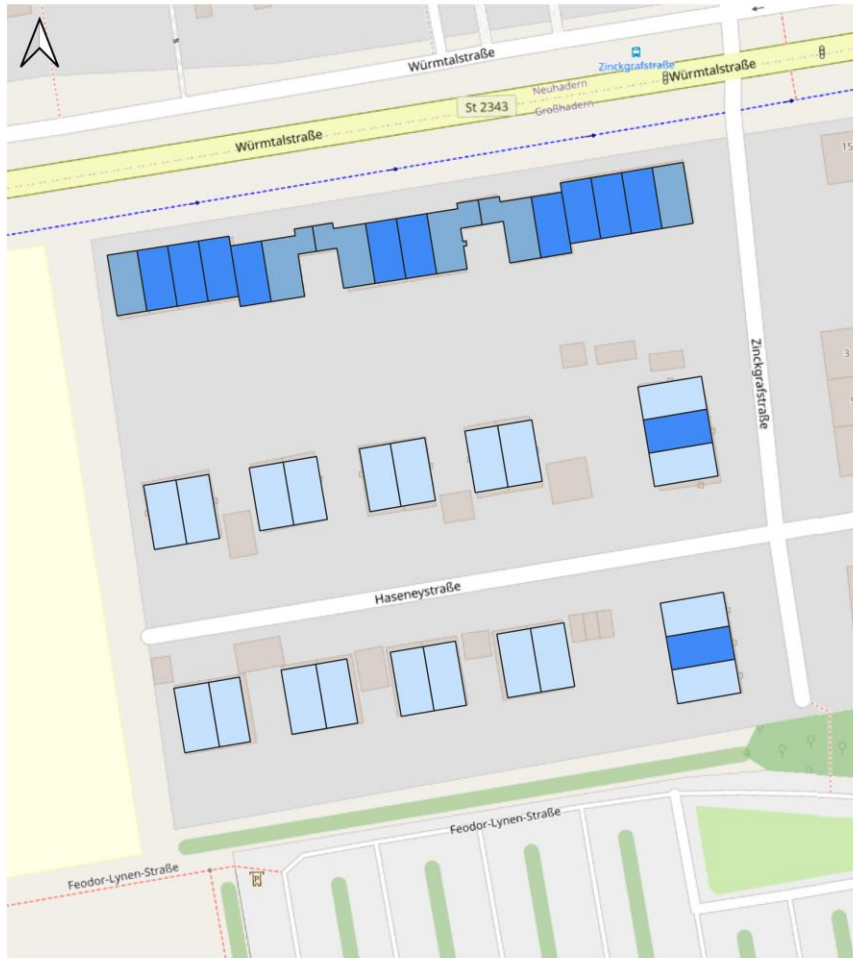 Würmtalstraße
Zinckgrafstraße
Würmtalstraße
Neuhadern
St 2343
Großhadern
Würmtalstraße
15
Zinckgrafstraße
3
Haseneystraße
Feodor-Lynen-Straße
Feodor-Lynen-Straße
P